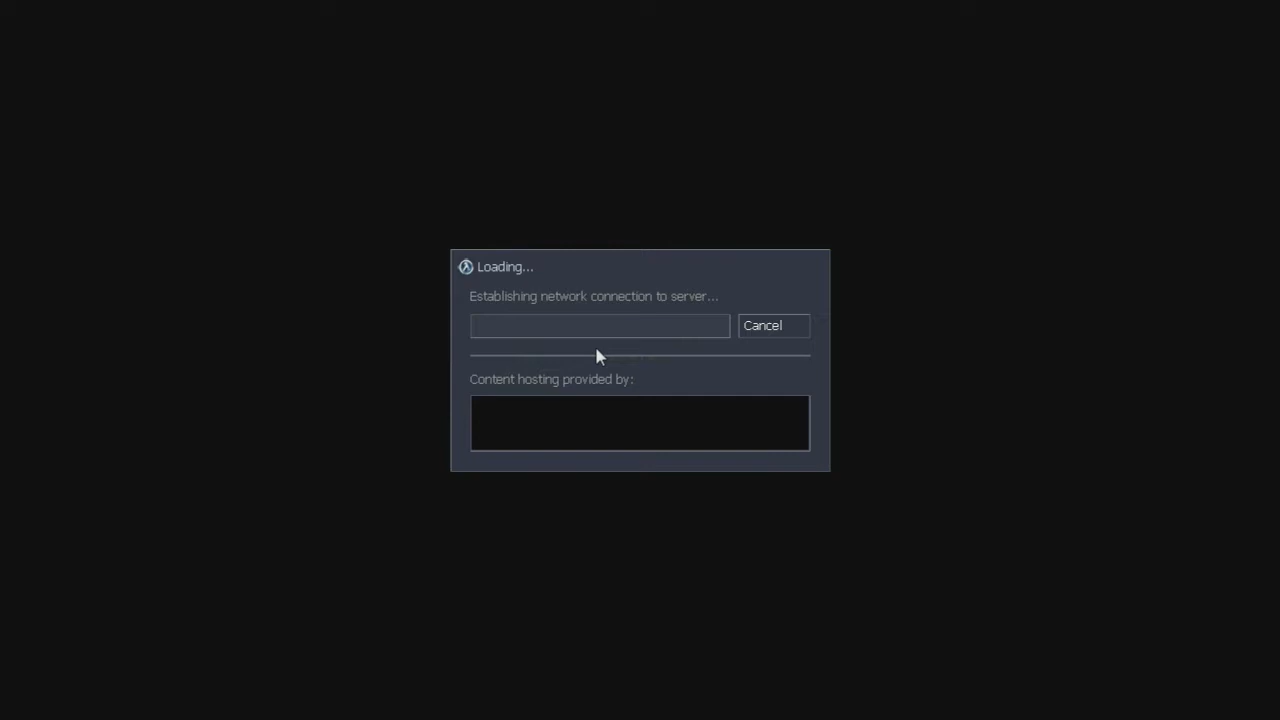 Loading...
Establishing network connection to server...
Cancel
Content hosting provided by: